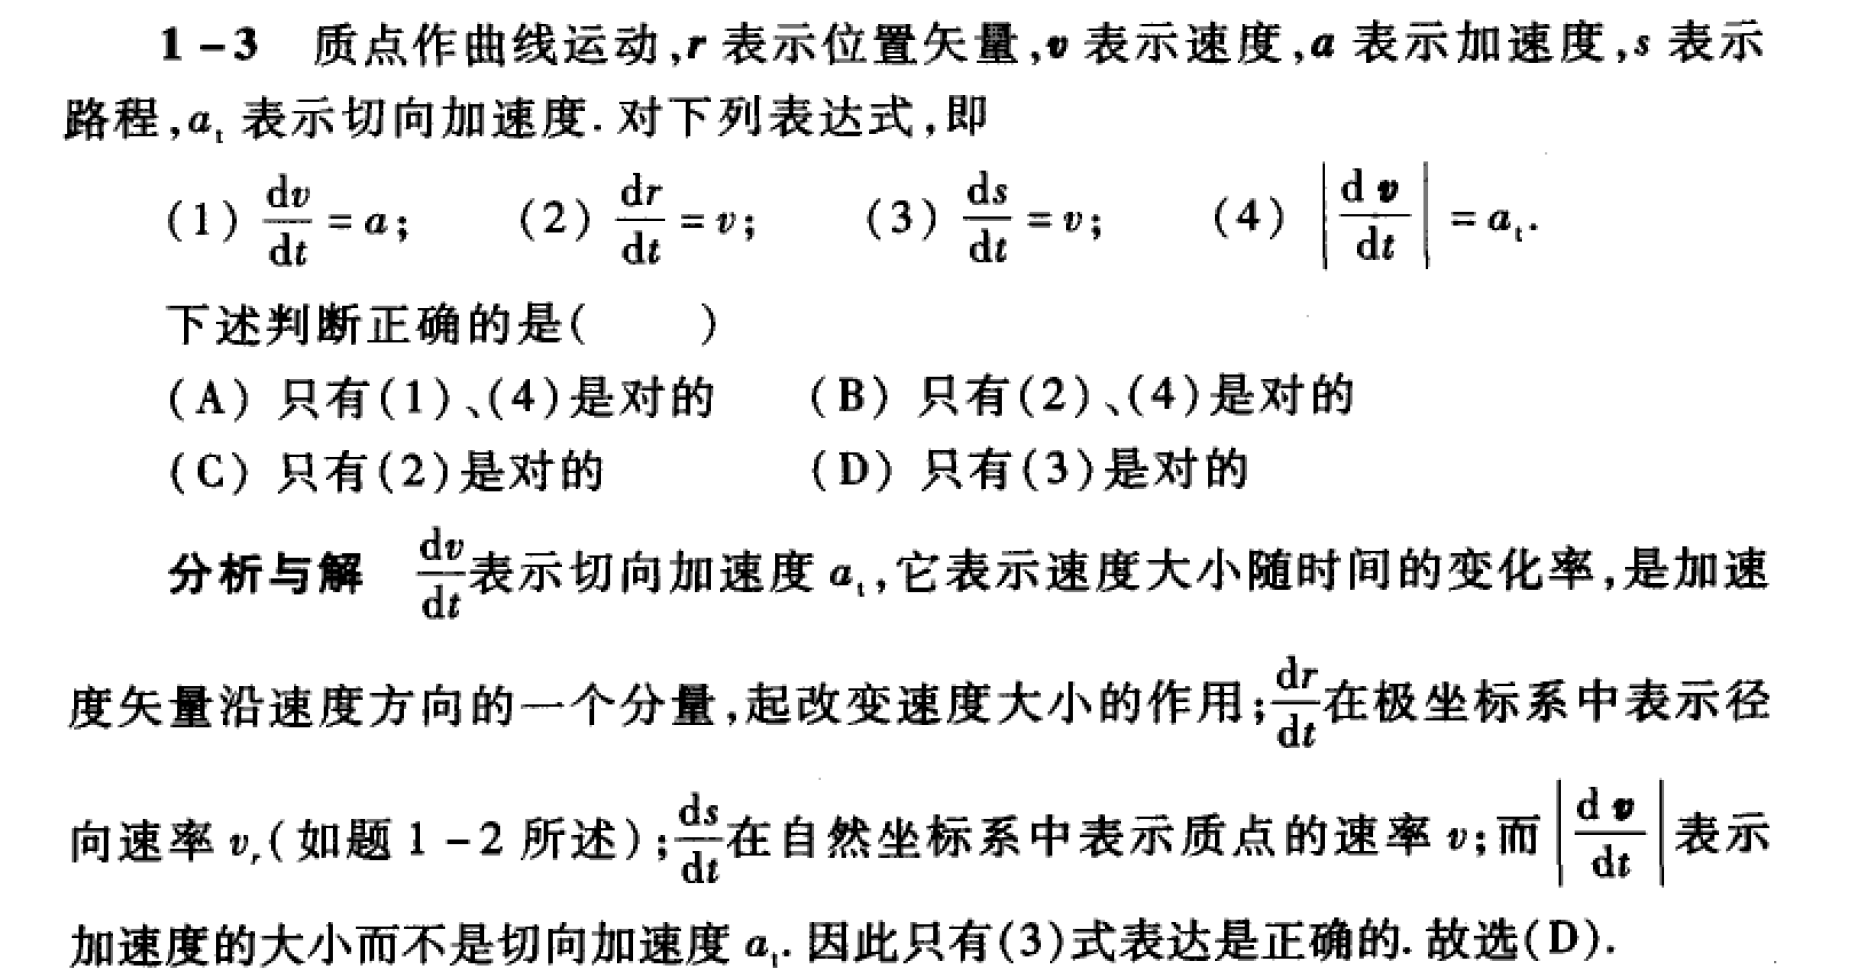 1-3 质点作曲线运动,r 表示位置矢量,v 表示速度,a 表示加速度,s 表示
路程,a_t 表示切向加速度.对下列表达式,即
(1) dv/dt = a; (2) dr/dt = v; (3) ds/dt = v; (4) |dv/dt| = a_t.
下述判断正确的是( )
(A) 只有(1)、(4)是对的 (B) 只有(2)、(4)是对的
(C) 只有(2)是对的 (D) 只有(3)是对的
分析与解 dv/dt表示切向加速度 a_t,它表示速度大小随时间的变化率,是加速
度矢量沿速度方向的一个分量,起改变速度大小的作用;dr/dt在极坐标系中表示径
向速率 v_r(如题 1-2 所述);ds/dt在自然坐标系中表示质点的速率 v;而|dv/dt|表示
加速度的大小而不是切向加速度 a_t.因此只有(3)式表达是正确的.故选(D).